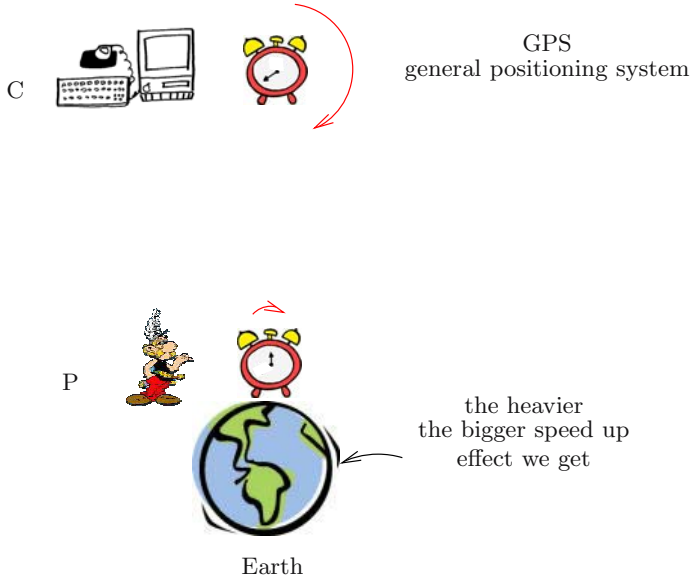 GPS
general positioning system
C
P
the heavier
the bigger speed up
effect we get
Earth